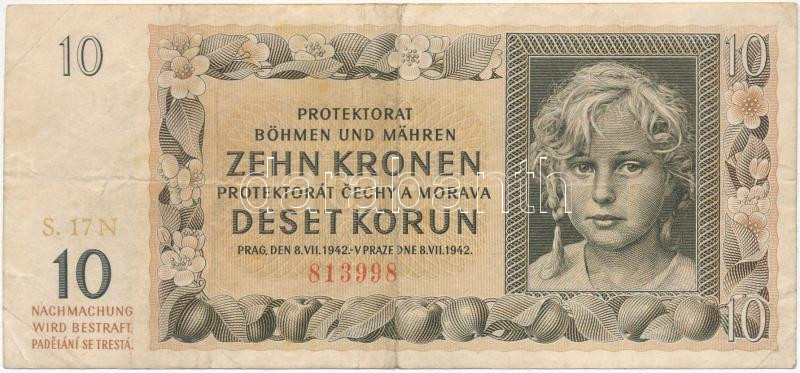 10
10
PROTEKTORAT
BÖHMEN UND MÄHREN
ZEHN KRONEN
PROTEKTORÁT ČECHY A MORAVA
DESET KORUN
PRAG, DEN 8. VII. 1942.-V PRAZE DNE 8. VII. 1942.
813998
S. 17 N
10
NACHMACHUNG
WIRD BESTRAFT.
PADĚLÁNÍ SE TRESTÁ.
10
darabanth